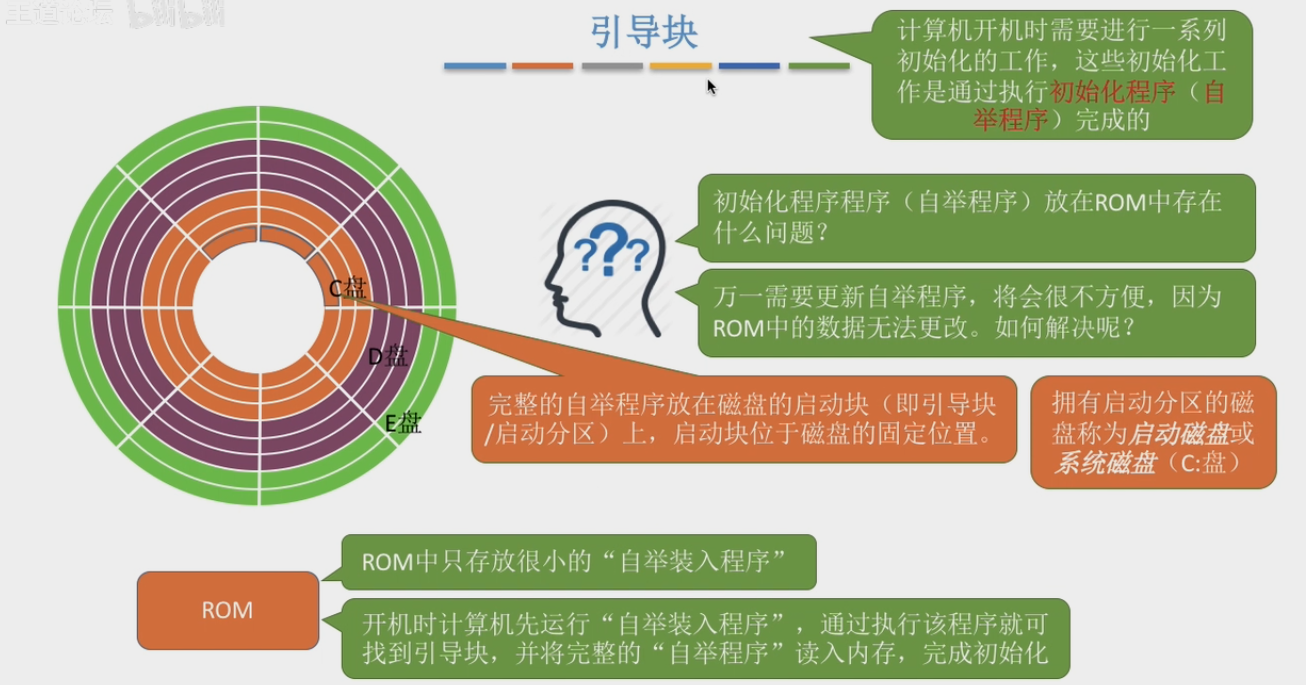 王道论坛 bilibili
引导块
计算机开机时需要进行一系列
初始化的工作，这些初始化工
作是通过执行初始化程序（自
举程序）完成的
初始化程序程序（自举程序）放在ROM中存在
什么问题？
???
万一需要更新自举程序，将会很不方便，因为
ROM中的数据无法更改。如何解决呢？
C盘
D盘
E盘
完整的自举程序放在磁盘的启动块（即引导块
/启动分区）上，启动块位于磁盘的固定位置。
拥有启动分区的磁
盘称为启动磁盘或
系统磁盘（C:盘）
ROM中只存放很小的“自举装入程序”
ROM
开机时计算机先运行“自举装入程序”，通过执行该程序就可
找到引导块，并将完整的“自举程序”读入内存，完成初始化